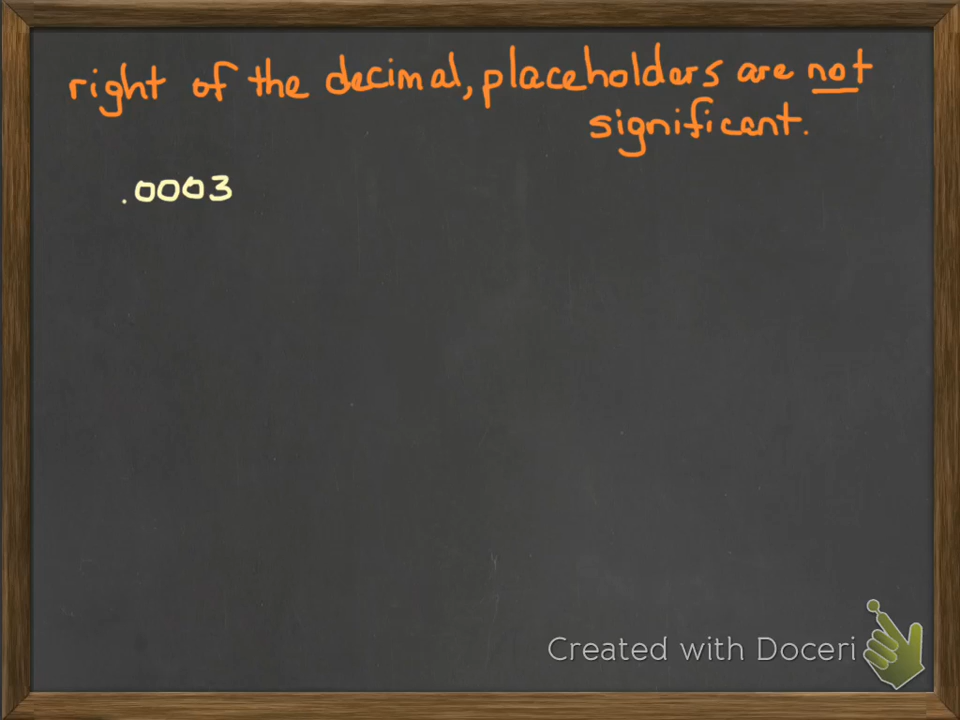 right of the decimal, placeholders are not
significant.
.0003
Created with Doceri